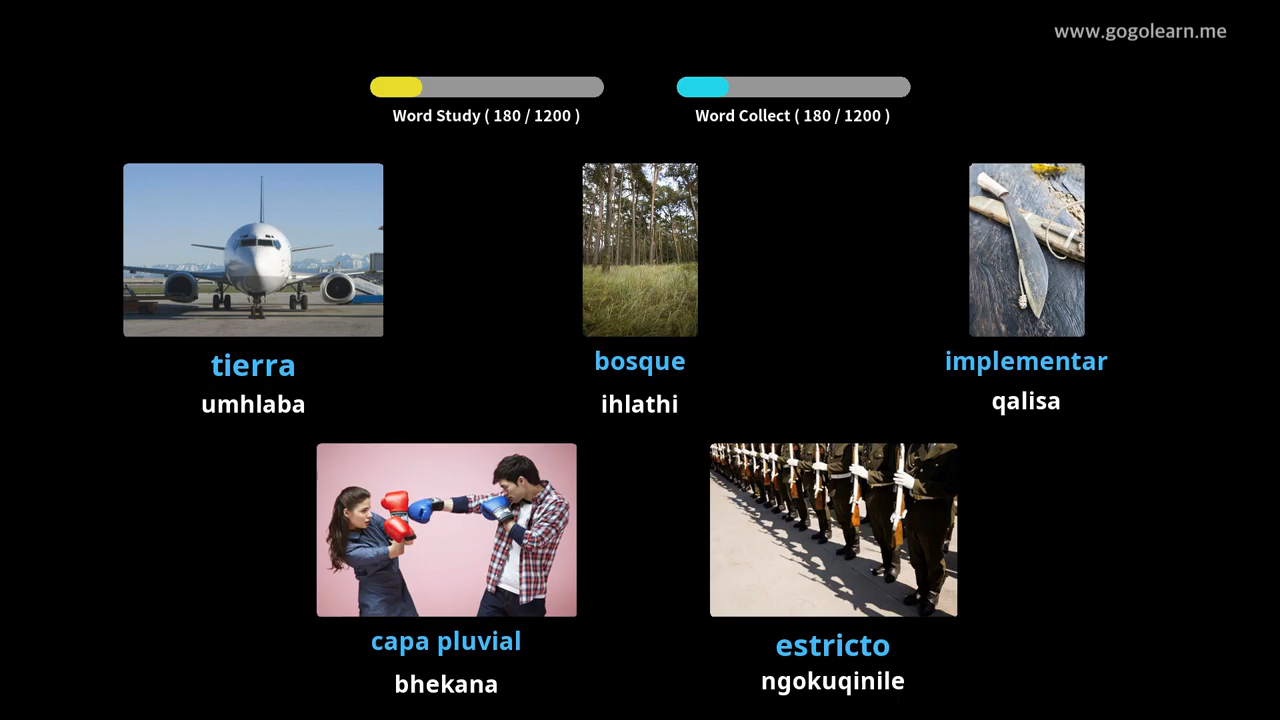 www.gogolearn.me
Word Study ( 180 / 1200 )
Word Collect ( 180 / 1200 )
tierra
umhlaba
bosque
ihlathi
implementar
qalisa
capa pluvial
bhekana
estricto
ngokuqinile